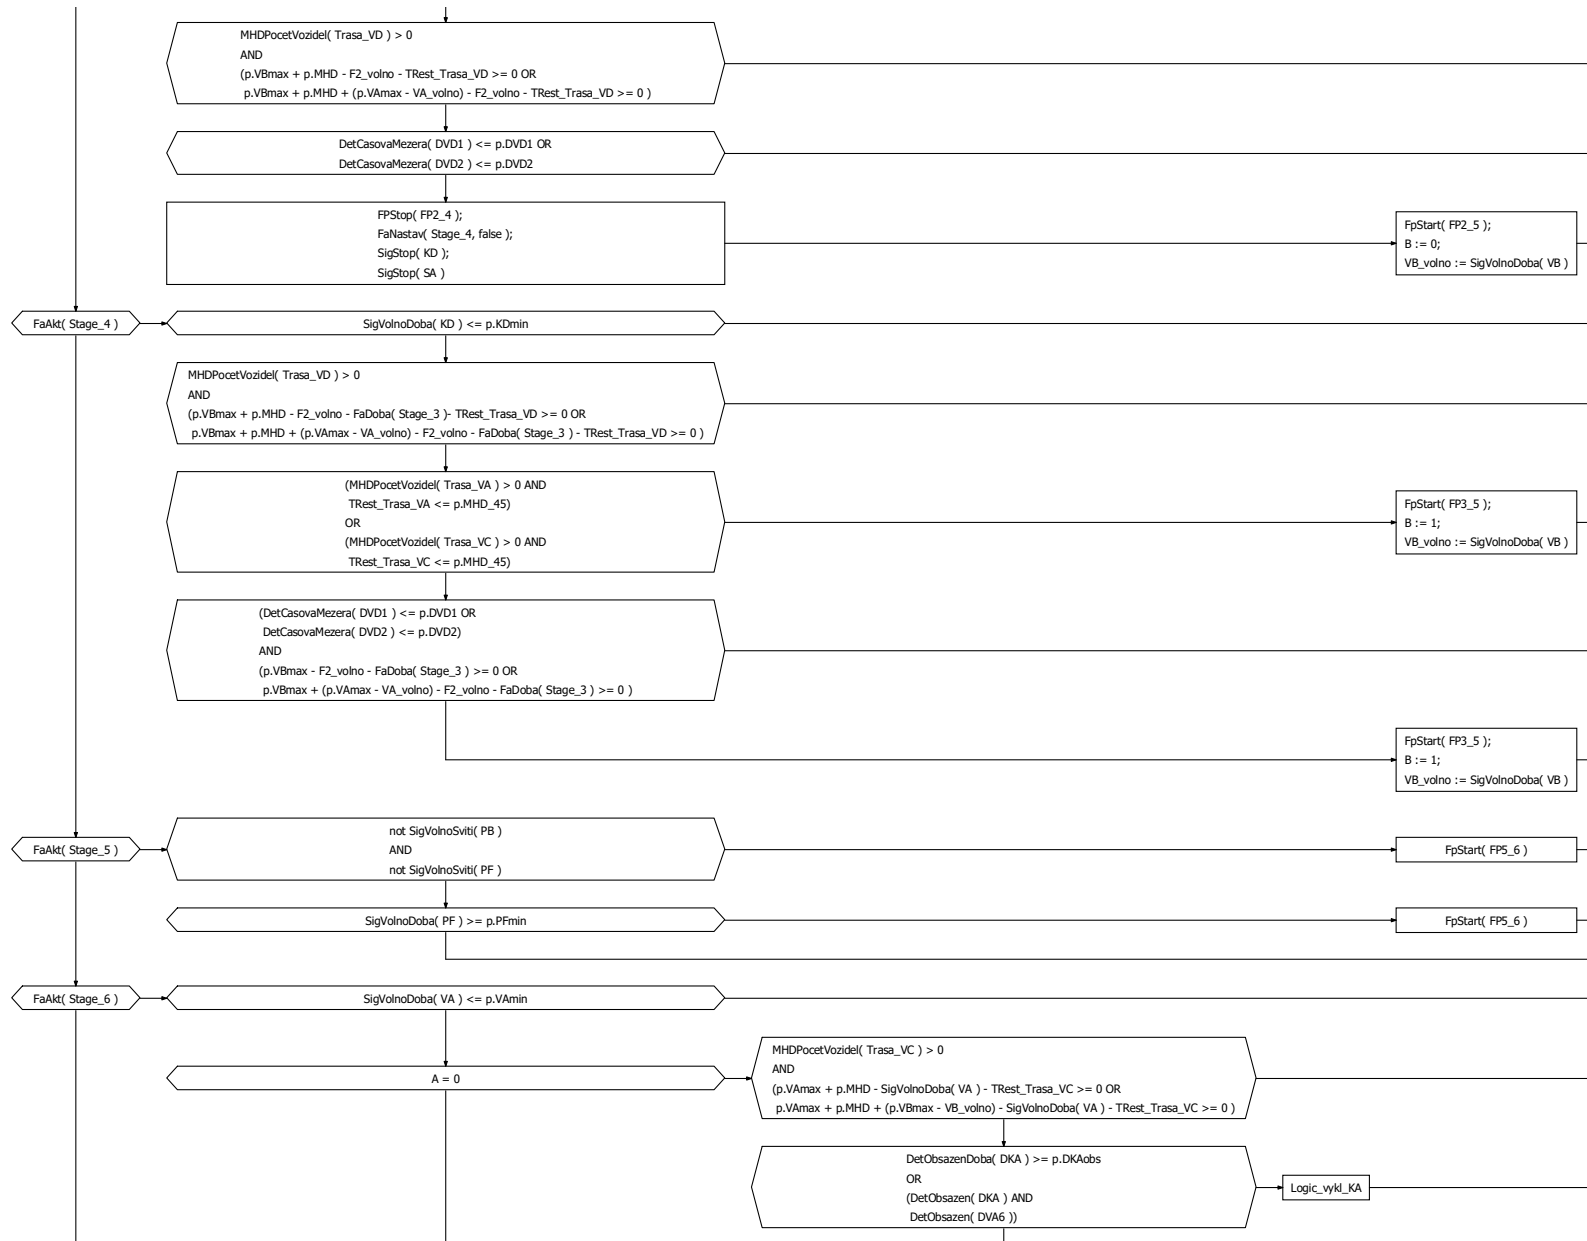 MHDPocetVozidel( Trasa_VD ) > 0
AND
(p.VBmax + p.MHD - F2_volno - TRest_Trasa_VD >= 0 OR
p.VBmax + p.MHD + (p.VAmax - VA_volno) - F2_volno - TRest_Trasa_VD >= 0 )
DetCasovaMezera( DVD1 ) <= p.DVD1 OR
DetCasovaMezera( DVD2 ) <= p.DVD2
FPStop( FP2_4 );
FaNastav( Stage_4, false );
SigStop( KD );
SigStop( SA )
FpStart( FP2_5 );
B := 0;
VB_volno := SigVolnoDoba( VB )
FaAkt( Stage_4 )
SigVolnoDoba( KD ) <= p.KDmin
MHDPocetVozidel( Trasa_VD ) > 0
AND
(p.VBmax + p.MHD - F2_volno - FaDoba( Stage_3 )- TRest_Trasa_VD >= 0 OR
p.VBmax + p.MHD + (p.VAmax - VA_volno) - F2_volno - FaDoba( Stage_3 ) - TRest_Trasa_VD >= 0 )
(MHDPocetVozidel( Trasa_VA ) > 0 AND
TRest_Trasa_VA <= p.MHD_45)
OR
(MHDPocetVozidel( Trasa_VC ) > 0 AND
TRest_Trasa_VC <= p.MHD_45)
FpStart( FP3_5 );
B := 1;
VB_volno := SigVolnoDoba( VB )
(DetCasovaMezera( DVD1 ) <= p.DVD1 OR
DetCasovaMezera( DVD2 ) <= p.DVD2)
AND
(p.VBmax - F2_volno - FaDoba( Stage_3 ) >= 0 OR
p.VBmax + (p.VAmax - VA_volno) - F2_volno - FaDoba( Stage_3 ) >= 0 )
FpStart( FP3_5 );
B := 1;
VB_volno := SigVolnoDoba( VB )
FaAkt( Stage_5 )
not SigVolnoSviti( PB )
AND
not SigVolnoSviti( PF )
FpStart( FP5_6 )
SigVolnoDoba( PF ) >= p.PFmin
FpStart( FP5_6 )
FaAkt( Stage_6 )
SigVolnoDoba( VA ) <= p.VAmin
A = 0
MHDPocetVozidel( Trasa_VC ) > 0
AND
(p.VAmax + p.MHD - SigVolnoDoba( VA ) - TRest_Trasa_VC >= 0 OR
p.VAmax + p.MHD + (p.VBmax - VB_volno) - SigVolnoDoba( VA ) - TRest_Trasa_VC >= 0 )
DetObsazenDoba( DKA ) >= p.DKAobs
OR
(DetObsazen( DKA ) AND
DetObsazen( DVA6 ))
Logic_vykl_KA